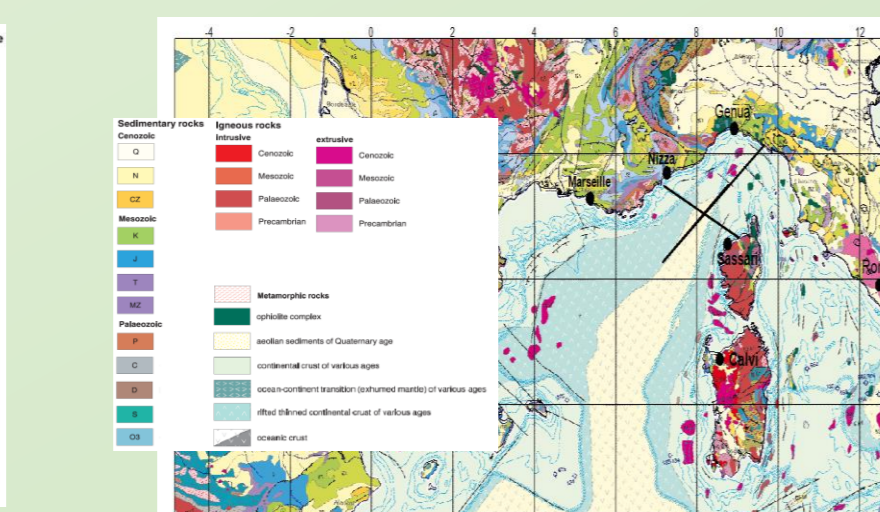 e
-4 -2 0 2 4 6 8 10 12
Genua
Nizza
Marseille
Sassari
Calvi
Ro
Sedimentary rocks
Cenozoic
Q
N
CZ
Mesozoic
K
J
T
MZ
Palaeozoic
P
C
D
S
O3
Igneous rocks
intrusive
Cenozoic
Mesozoic
Palaeozoic
Precambrian
extrusive
Cenozoic
Mesozoic
Palaeozoic
Precambrian
Metamorphic rocks
ophiolite complex
aeolian sediments of Quaternary age
continental crust of various ages
ocean-continent transition (exhumed mantle) of various ages
rifted thinned continental crust of various ages
oceanic crust